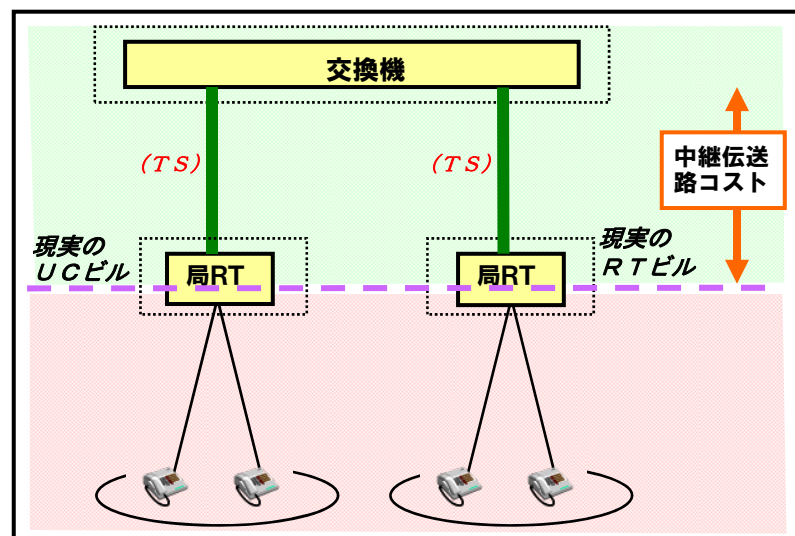 交換機
（ＴＳ）
（ＴＳ）
中継伝送
路コスト
現実の
ＵＣビル
局RT
局RT
現実の
ＲＴビル